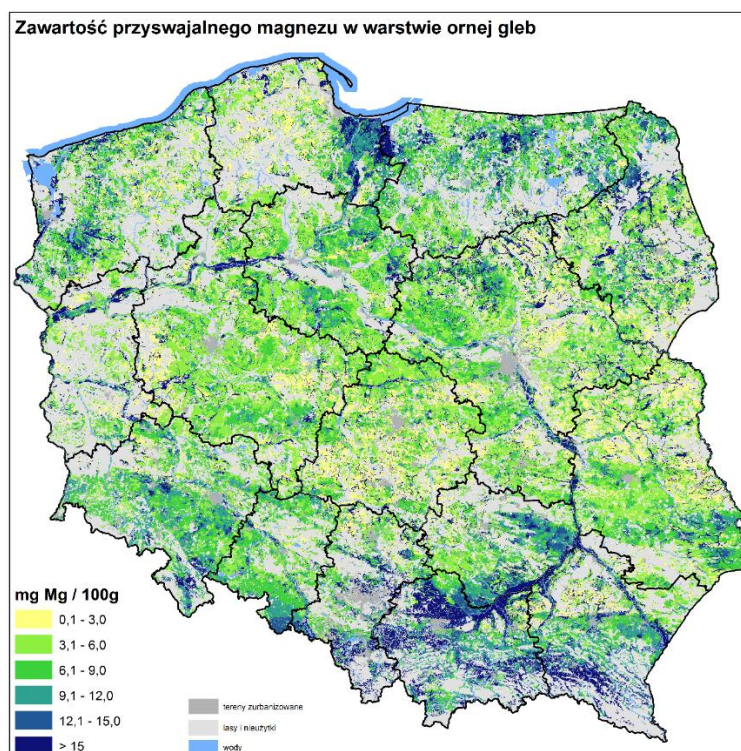 Zawartość przyswajalnego magnezu w warstwie ornej gleb
mg Mg / 100g
0,1 - 3,0
3,1 - 6,0
6,1 - 9,0
9,1 - 12,0
12,1 - 15,0
> 15
tereny zurbanizowane
lasy i nieużytki
wody